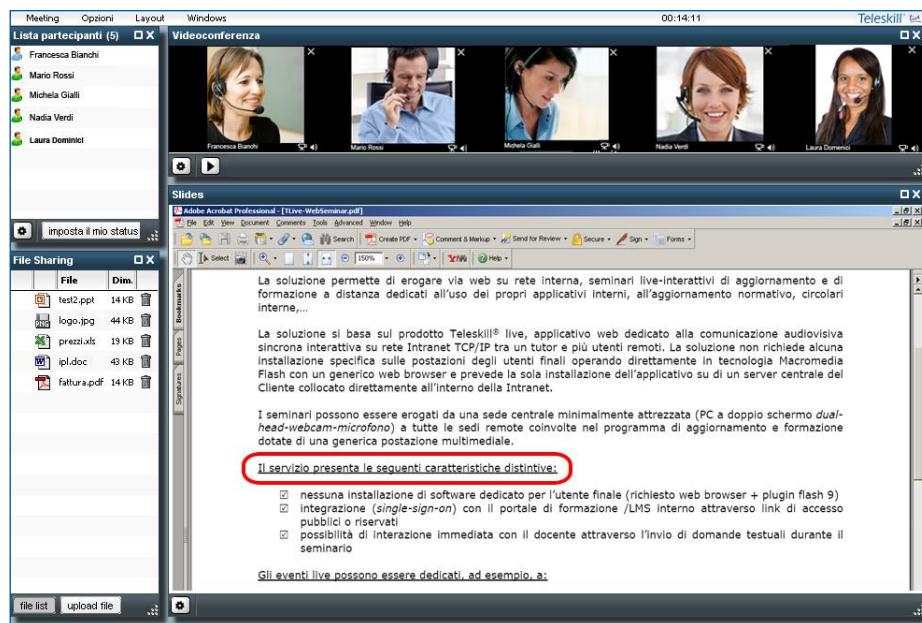 Meeting Opzioni Layout Windows 00:14:11 Teleskill
Lista partecipanti (5)
Francesca Bianchi
Mario Rossi
Michela Gialli
Nadia Verdi
Laura Dominici
imposta il mio status
Videoconferenza
Francesca Bianchi
Mario Rossi
Michela Gialli
Nadia Verdi
Laura Domenici
File Sharing
File Dim.
test2.ppt 14 KB
logo.jpg 44 KB
prezzi.xls 19 KB
ipl.doc 43 KB
fattura.pdf 14 KB
file list upload file
Slides
Adobe Acrobat Professional - [TLive-WebSeminar.pdf]
File Edit View Document Comments Tools Advanced Window Help
Search Create PDF Comment & Markup Send for Review Secure Sign Forms
Select 150% Help
Bookmarks
Pages
Signatures
La soluzione permette di erogare via web su rete interna, seminari live-interattivi di aggiornamento e di
formazione a distanza dedicati all'uso dei propri applicativi interni, all'aggiornamento normativo, circolari
interne,...
La soluzione si basa sul prodotto Teleskill® live, applicativo web dedicato alla comunicazione audiovisiva
sincrona interattiva su rete Intranet TCP/IP tra un tutor e più utenti remoti. La soluzione non richiede alcuna
installazione specifica sulle postazioni degli utenti finali operando direttamente in tecnologia Macromedia
Flash con un generico web browser e prevede la sola installazione dell'applicativo su di un server centrale del
Cliente collocato direttamente all'interno della Intranet.
I seminari possono essere erogati da una sede centrale minimalmente attrezzata (PC a doppio schermo dual-
head-webcam-microfono) a tutte le sedi remote coinvolte nel programma di aggiornamento e formazione
dotate di una generica postazione multimediale.
Il servizio presenta le seguenti caratteristiche distintive:
nessuna installazione di software dedicato per l'utente finale (richiesto web browser + plugin flash 9)
integrazione (single-sign-on) con il portale di formazione /LMS interno attraverso link di accesso
pubblici o riservati
possibilità di interazione immediata con il docente attraverso l'invio di domande testuali durante il
seminario
Gli eventi live possono essere dedicati, ad esempio, a: